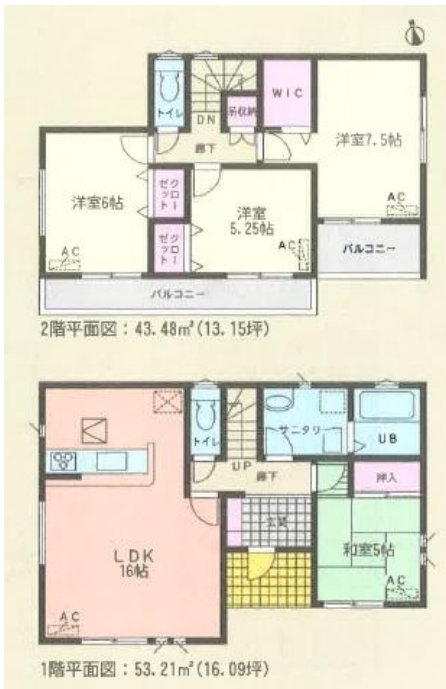 トイレ
DN
吊収納
WIC
廊下
洋室7.5帖
洋室6帖
クローゼット
洋室
5.25帖
AC
クローゼット
AC
AC
バルコニー
バルコニー
2階平面図：43.48㎡(13.15坪)
トイレ
サニタリ
UB
UP
廊下
押入
玄関
LDK
16帖
和室5帖
AC
AC
1階平面図：53.21㎡(16.09坪)